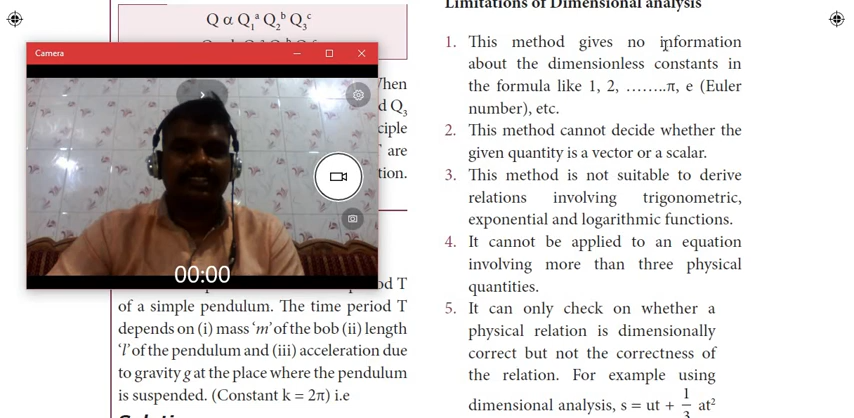 Q α Q₁ᵃ Q₂ᵇ Q₃ᶜ
Camera
d Q₃
are
00:00
of a simple pendulum. The time period T
depends on (i) mass ‘m’ of the bob (ii) length
‘l’ of the pendulum and (iii) acceleration due
to gravity g at the place where the pendulum
is suspended. (Constant k = 2π) i.e
Limitations of Dimensional analysis
1. This method gives no information
about the dimensionless constants in
the formula like 1, 2, ……..π, e (Euler
number), etc.
2. This method cannot decide whether the
given quantity is a vector or a scalar.
3. This method is not suitable to derive
relations involving trigonometric,
exponential and logarithmic functions.
4. It cannot be applied to an equation
involving more than three physical
quantities.
5. It can only check on whether a
physical relation is dimensionally
correct but not the correctness of
the relation. For example using
dimensional analysis, s = ut + 1/3 at²